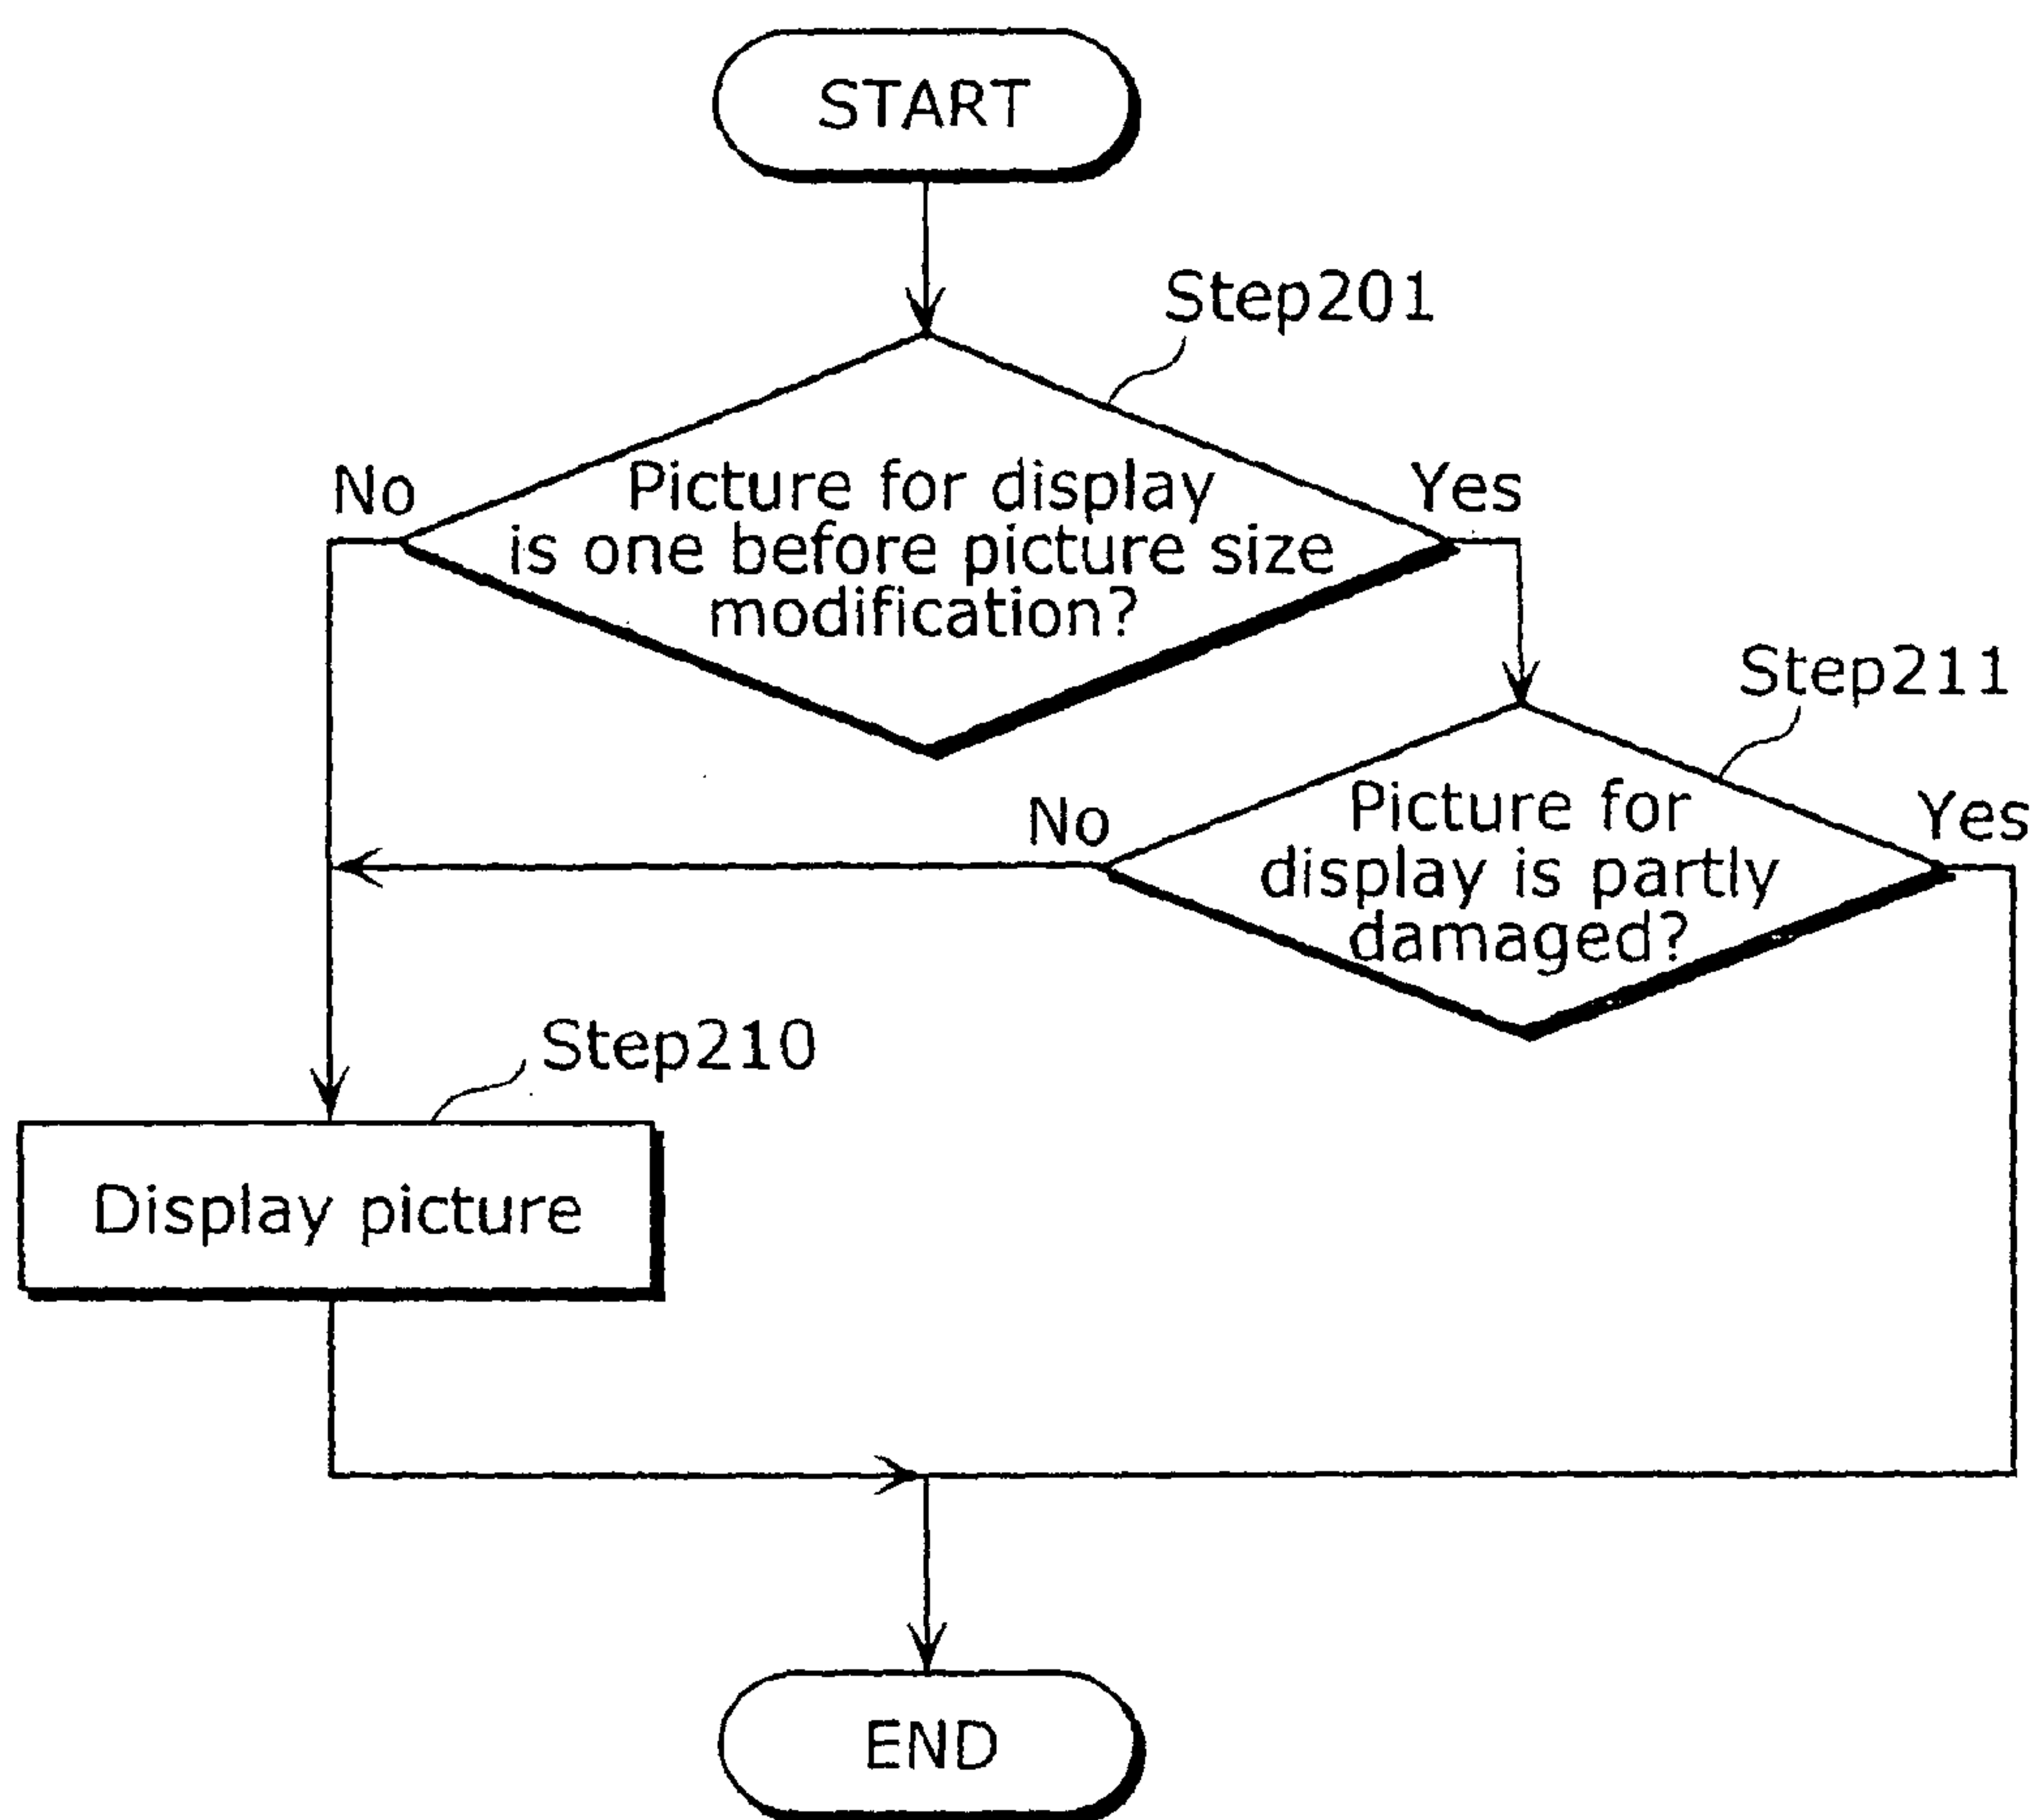 START
Step201
No
Yes
Picture for display
is one before picture size
modification?
Step211
No
Yes
Picture for
display is partly
damaged?
Step210
Display picture
END